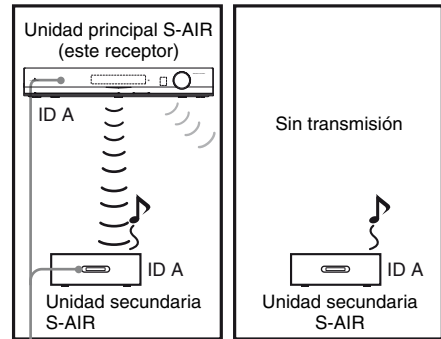 Unidad principal S-AIR
(este receptor)
ID A
ID A
Unidad secundaria
S-AIR
Sin transmisión
ID A
Unidad secundaria
S-AIR